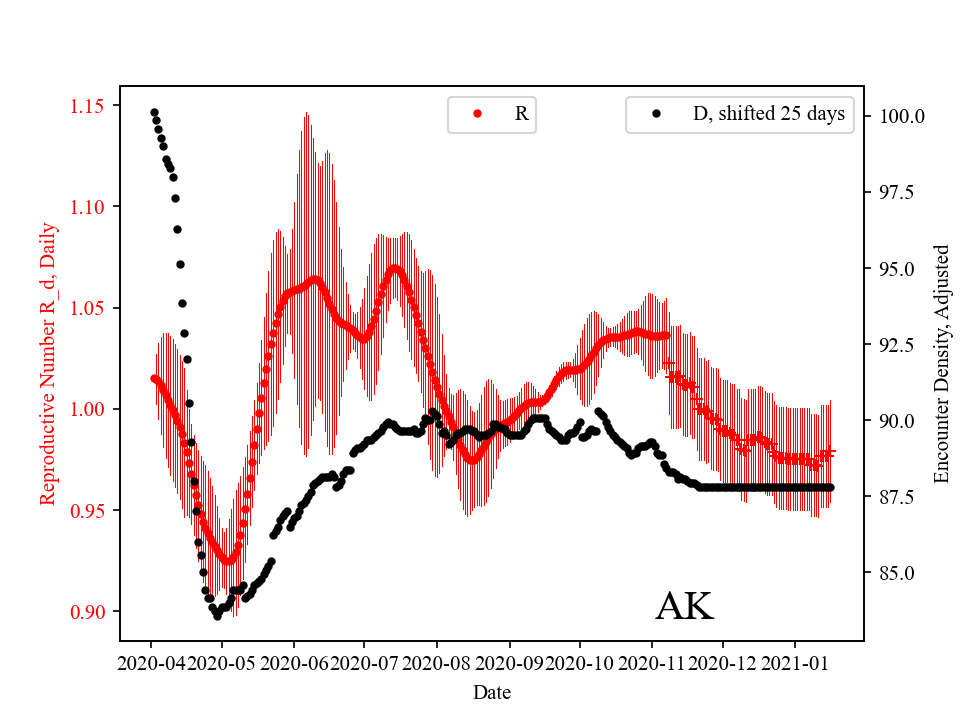 R
D, shifted 25 days
1.15
1.10
1.05
1.00
0.95
0.90
Reproductive Number R_d, Daily
100.0
97.5
95.0
92.5
90.0
87.5
85.0
Encounter Density, Adjusted
AK
2020-04 2020-05 2020-06 2020-07 2020-08 2020-09 2020-10 2020-11 2020-12 2021-01
Date